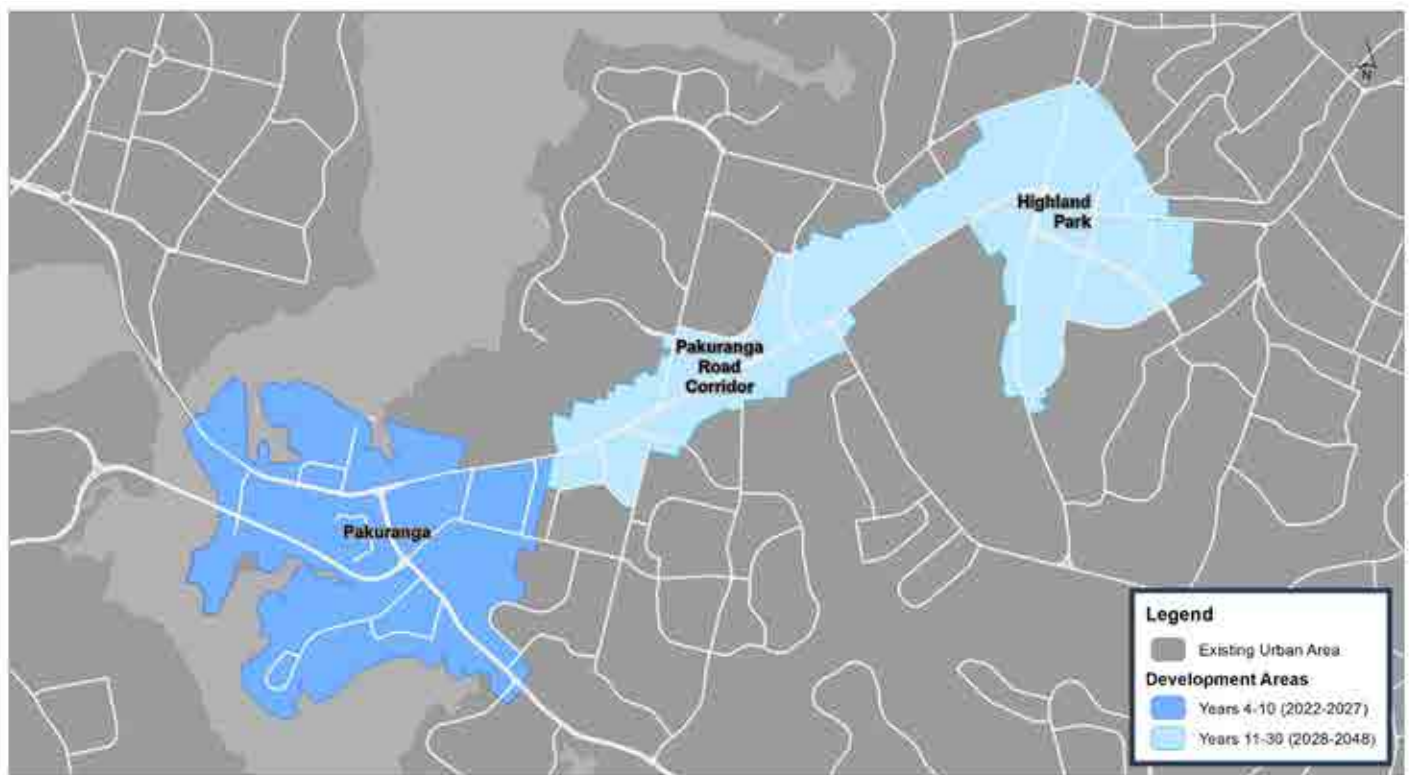 N
Highland
Park
Pakuranga
Road
Corridor
Pakuranga
Legend
Existing Urban Area
Development Areas
Years 4-10 (2022-2027)
Years 11-30 (2028-2048)